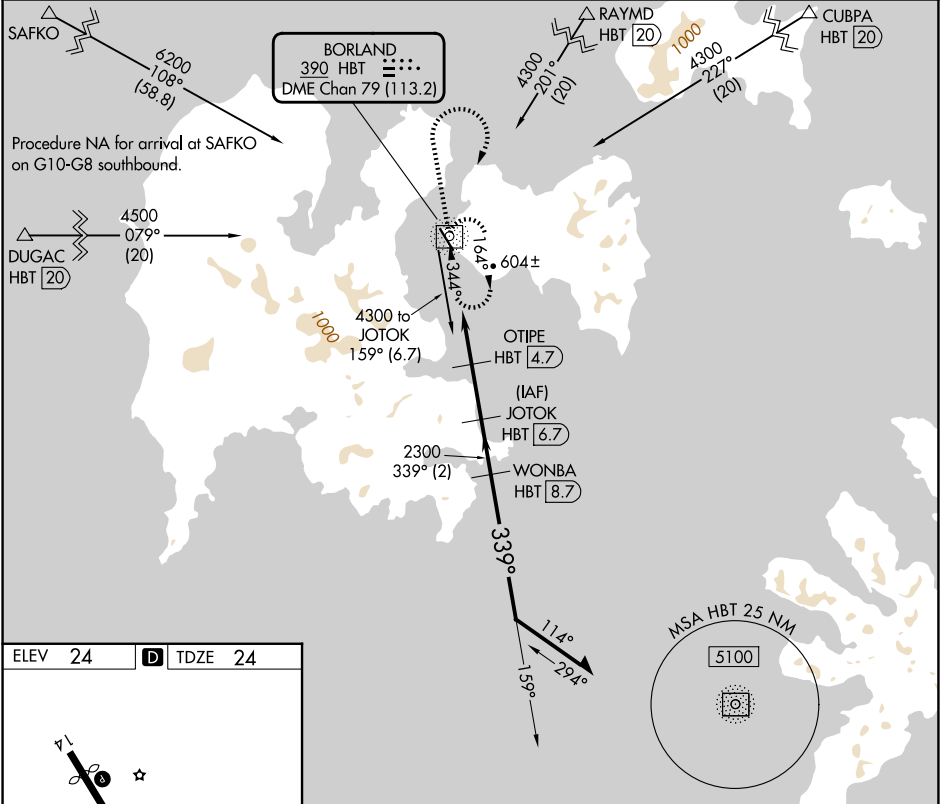 SAFKO
6200
108°
(58.8)
BORLAND
390 HBT
DME Chan 79 (113.2)
RAYMD
HBT 20
4300
201°
(20)
1000
CUBPA
HBT 20
4300
227°
(20)
Procedure NA for arrival at SAFKO
on G10-G8 southbound.
4500
079°
(20)
DUGAC
HBT 20
164°
604±
344°
1000
4300 to
JOTOK
159° (6.7)
OTIPE
HBT 4.7
(IAF)
JOTOK
HBT 6.7
2300
339° (2)
WONBA
HBT 8.7
339°
114°
294°
159°
MSA HBT 25 NM
5100
ELEV 24 D TDZE 24
14